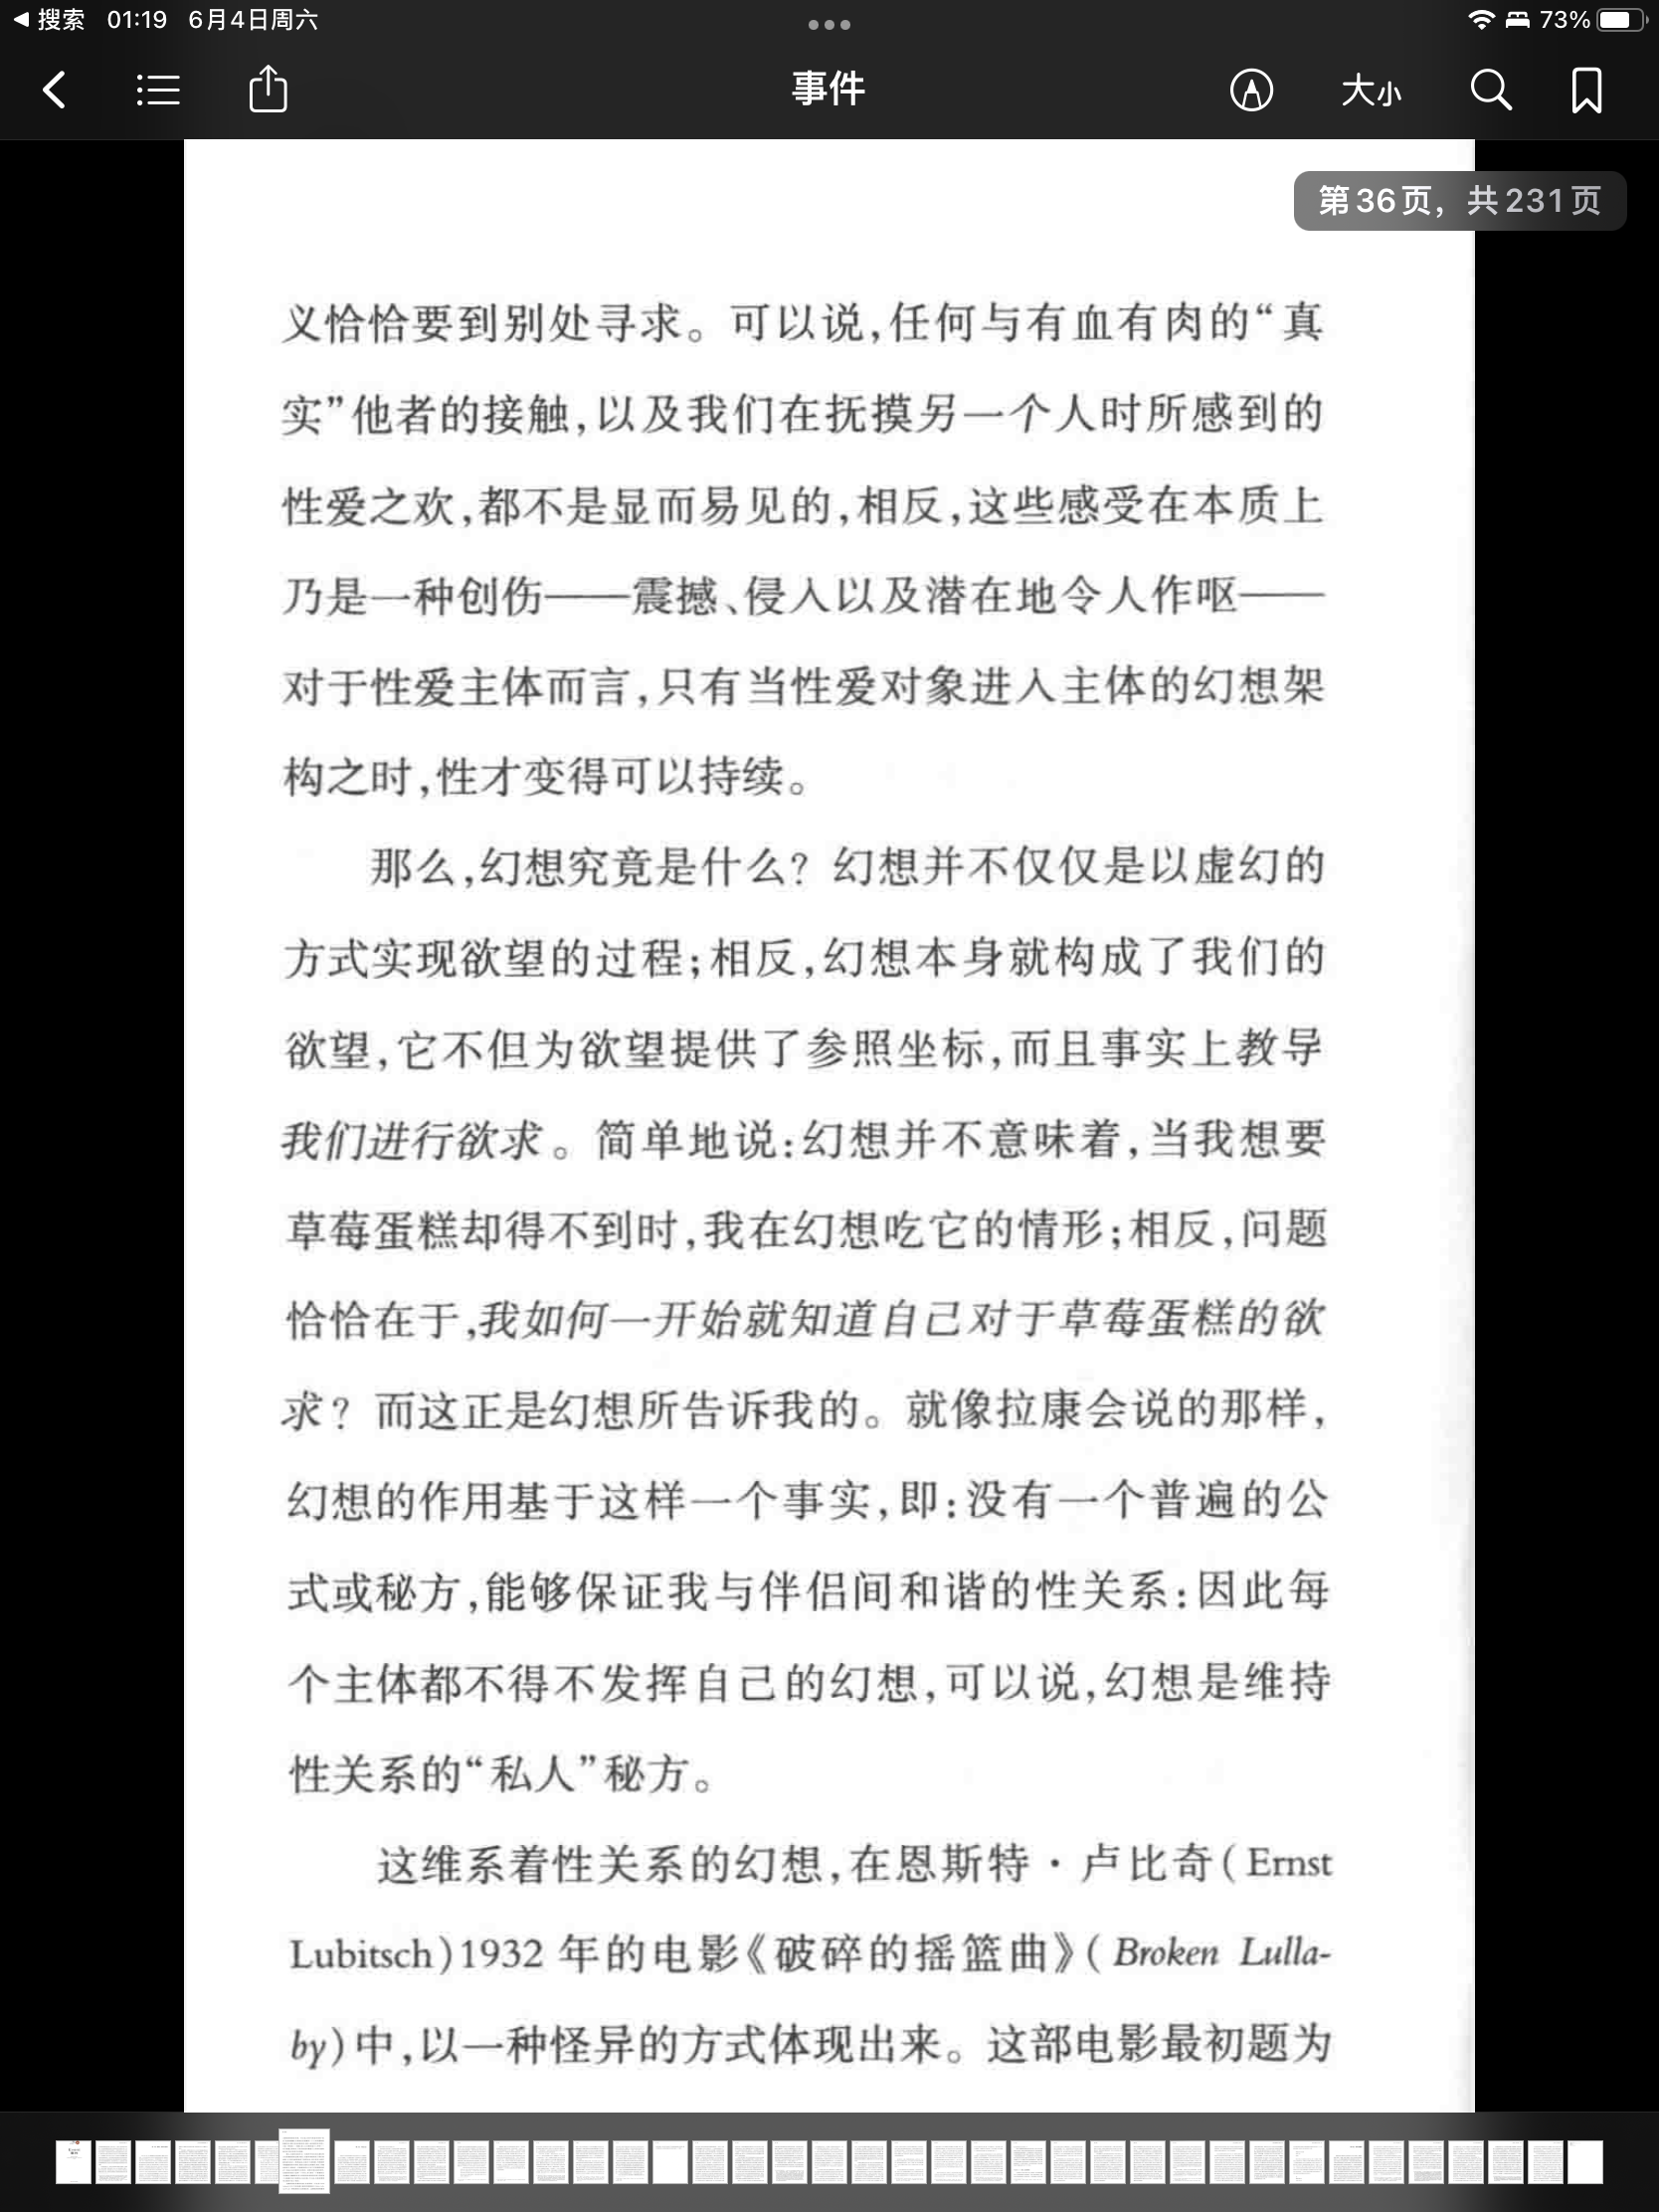 搜索 01:19 6月4日周六 73%
事件 大小
第36页，共231页
义恰恰要到别处寻求。可以说,任何与有血有肉的“真
实”他者的接触,以及我们在抚摸另一个人时所感到的
性爱之欢,都不是显而易见的,相反,这些感受在本质上
乃是一种创伤——震撼、侵入以及潜在地令人作呕——
对于性爱主体而言,只有当性爱对象进入主体的幻想架
构之时,性才变得可以持续。
那么,幻想究竟是什么？幻想并不仅仅是以虚幻的
方式实现欲望的过程;相反,幻想本身就构成了我们的
欲望,它不但为欲望提供了参照坐标,而且事实上教导
我们进行欲求。简单地说:幻想并不意味着,当我想要
草莓蛋糕却得不到时,我在幻想吃它的情形;相反,问题
恰恰在于,我如何一开始就知道自己对于草莓蛋糕的欲
求？而这正是幻想所告诉我的。就像拉康会说的那样,
幻想的作用基于这样一个事实,即:没有一个普遍的公
式或秘方,能够保证我与伴侣间和谐的性关系:因此每
个主体都不得不发挥自己的幻想,可以说,幻想是维持
性关系的“私人”秘方。
这维系着性关系的幻想,在恩斯特·卢比奇(Ernst
Lubitsch)1932 年的电影《破碎的摇篮曲》(Broken Lulla-
by)中,以一种怪异的方式体现出来。这部电影最初题为